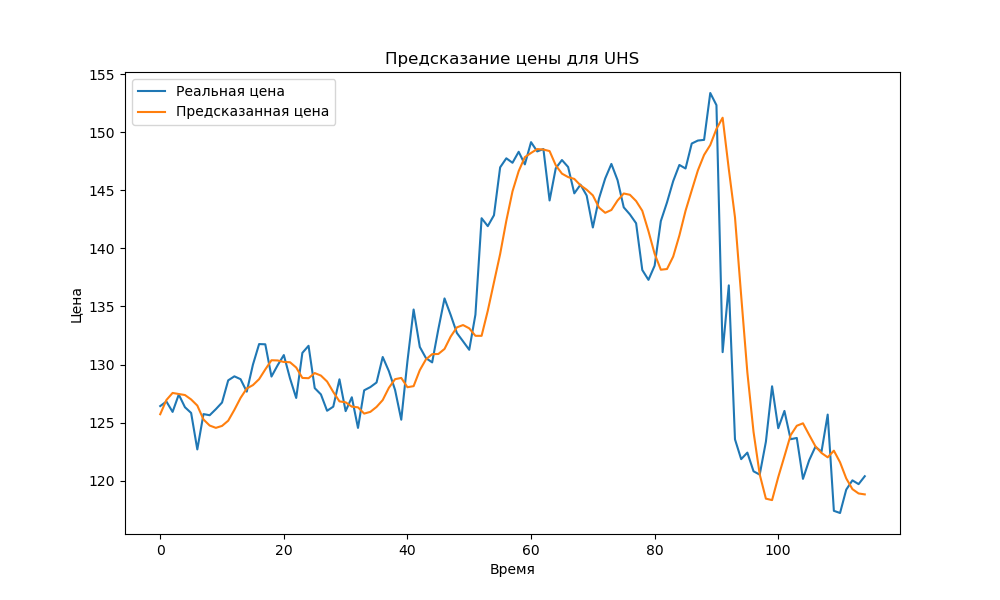 Предсказание цены для UHS
Реальная цена
Предсказанная цена
Цена
155
150
145
140
135
130
125
120
0 20 40 60 80 100
Время